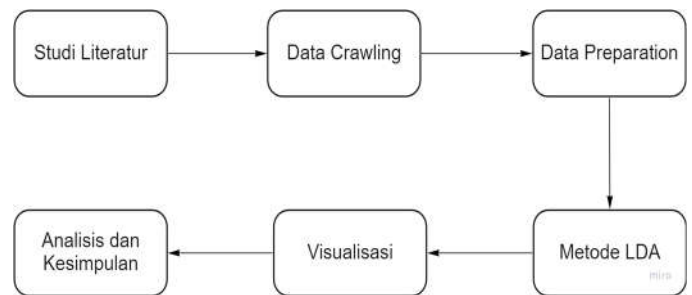 Studi Literatur
Data Crawling
Data Preparation
Metode LDA
miro
Visualisasi
Analisis dan
Kesimpulan